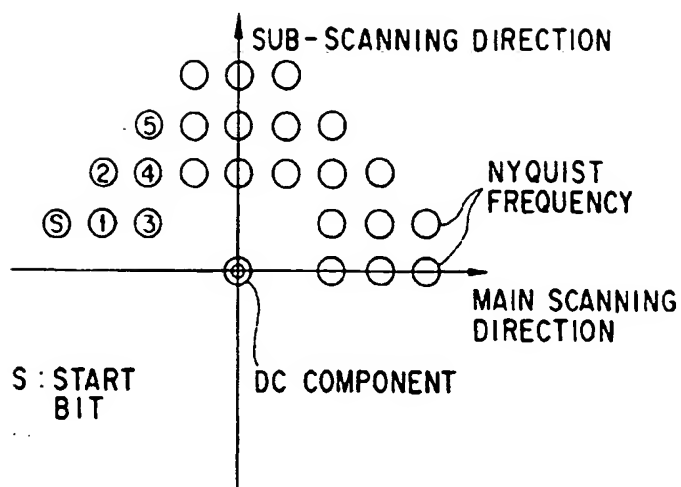 SUB-SCANNING DIRECTION
5
2 4
S 1 3
NYQUIST
FREQUENCY
MAIN SCANNING
DIRECTION
DC COMPONENT
S : START
BIT